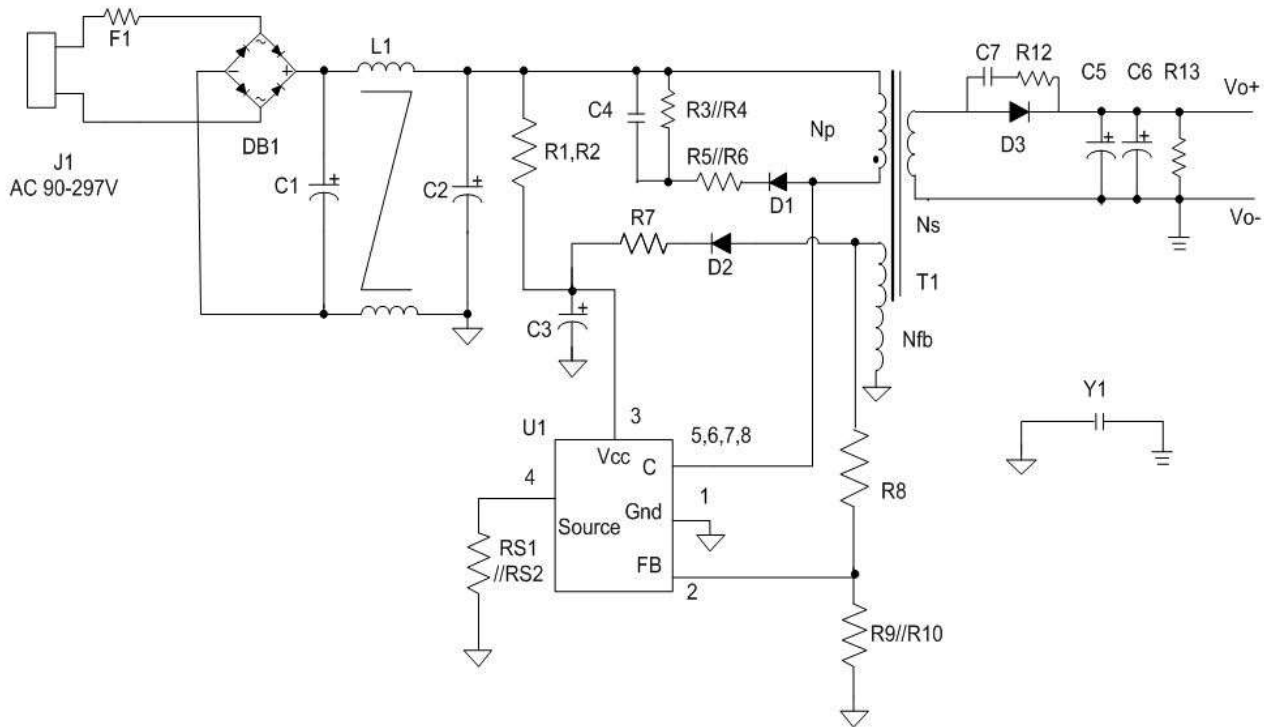 F1
J1
AC 90-297V
DB1
~
~
-
+
L1
C1
+
C2
+
R1,R2
C4
R3//R4
R5//R6
D1
Np
R7
D2
C3
+
Nfb
T1
Ns
C7
R12
D3
C5
+
C6
+
R13
Vo+
Vo-
Y1
U1
3
Vcc
4
Source
C
5,6,7,8
Gnd
1
FB
2
RS1
//RS2
R8
R9//R10